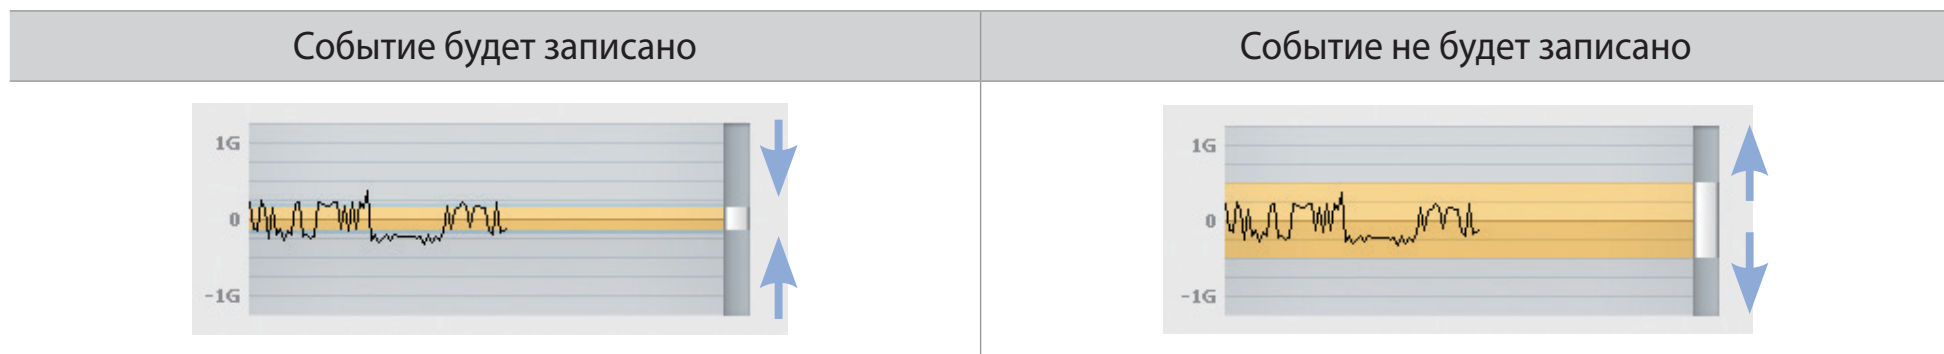 Событие будет записано
Событие не будет записано
1G
0
-1G
1G
0
-1G